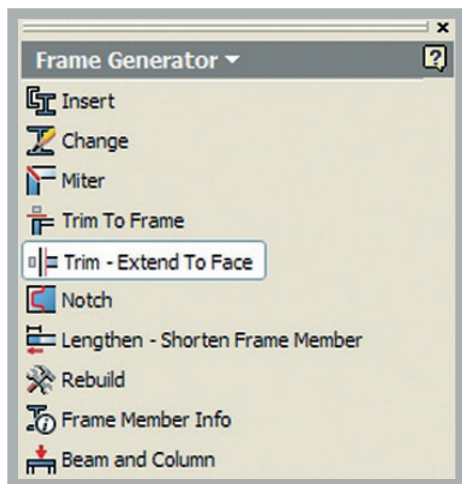 Frame Generator
Insert
Change
Miter
Trim To Frame
Trim - Extend To Face
Notch
Lengthen - Shorten Frame Member
Rebuild
Frame Member Info
Beam and Column